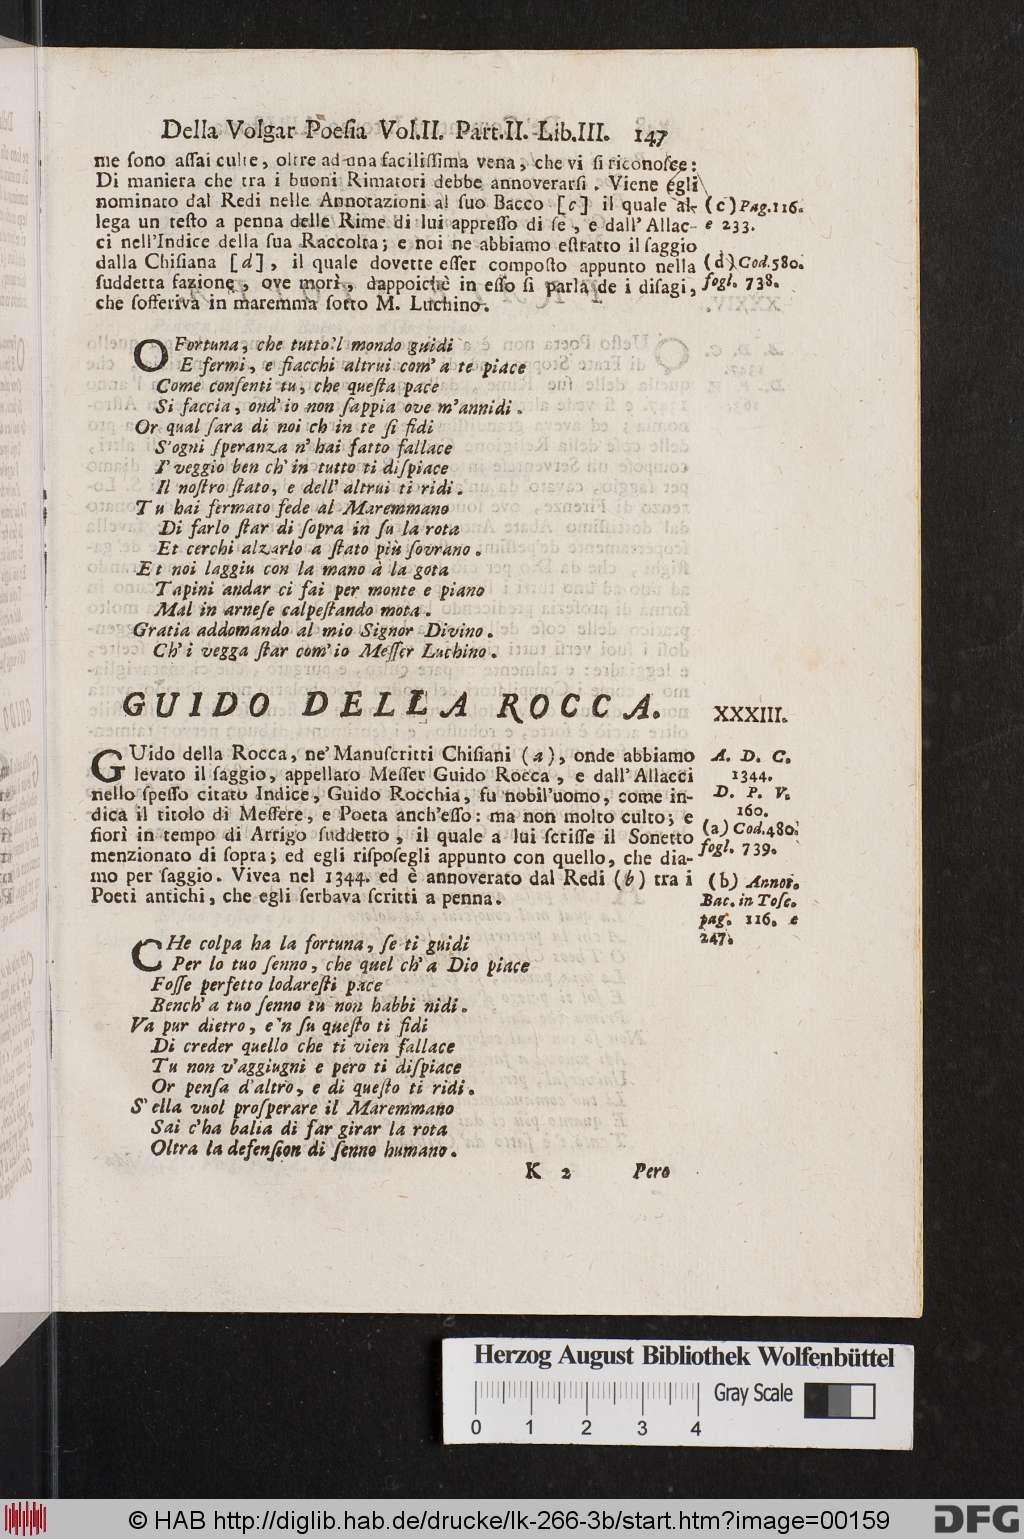 Della Volgar Poeſia Vol.II. Part.II. Lib.III. 147
me ſono aſſai culte, oltre ad una faciliſſima vena, che vi ſi riconoſce:
Di maniera che tra i buoni Rimatori debbe annoverarſi. Viene egli
nominato dal Redi nelle Annotazioni al ſuo Bacco [c] il quale al-
(c) Pag.116.
lega un teſto a penna delle Rime di lui appreſſo di ſe, e dall' Allac-
e 233.
ci nell'Indice della ſua Raccolta; e noi ne abbiamo eſtratto il ſaggio
dalla Chiſiana [d], il quale dovette eſſer compoſto appunto nella
(d) Cod.580.
ſuddetta fazione, ove morì, dappoichè in eſſo ſi parla de i diſagi,
fogl. 738.
che ſofferiva in maremma ſotto M. Luchino.
O Fortuna, che tutto'l mondo guidi
E fermi, e fiacchi altrui com' a te piace
Come conſenti tu, che queſta pace
Si faccia, ond' io non ſappia ove m'annidi.
Or qual ſara di noi ch in te ſi fidi
S'ogni ſperanza n' hai fatto fallace
I' veggio ben ch' in tutto ti diſpiace
Il noſtro ſtato, e dell' altrui ti ridi.
Tu hai fermato fede al Maremmano
Di farlo ſtar di ſopra in ſu la rota
Et cerchi alzarlo a ſtato più ſovrano.
Et noi laggiu con la mano à la gota
Tapini andar ci fai per monte e piano
Mal in arneſe calpeſtando mota.
Gratia addomando al mio Signor Divino.
Ch' i vegga ſtar com' io Meſſer Luchino.
GUIDO DELLA ROCCA.
XXXIII.
GUido della Rocca, ne' Manuſcritti Chiſiani (a), onde abbiamo
A. D. C.
levato il ſaggio, appellato Meſſer Guido Rocca, e dall' Allacci
1344.
nello ſpeſſo citato Indice, Guido Rocchia, fu nobil'uomo, come in-
D. P. V.
dica il titolo di Meſſere, e Poeta anch'eſſo: ma non molto culto; e
160.
fiorì in tempo di Arrigo ſuddetto, il quale a lui ſcriſſe il Sonetto
(a) Cod.480.
menzionato di ſopra; ed egli riſpoſegli appunto con quello, che dia-
fogl. 739.
mo per ſaggio. Vivea nel 1344. ed è annoverato dal Redi (b) tra i
(b) Annot.
Poeti antichi, che egli ſerbava ſcritti a penna.
Bac. in Toſc.
pag. 116. e
247.
CHe colpa ha la fortuna, ſe ti guidi
Per lo tuo ſenno, che quel ch' a Dio piace
Foſſe perfetto lodareſti pace
Bench' a tuo ſenno tu non habbi nidi.
Va pur dietro, e'n ſu queſto ti fidi
Di creder quello che ti vien fallace
Tu non v'aggiugni e pero ti diſpiace
Or penſa d'altro, e di queſto ti ridi.
S' ella vuol proſperare il Maremmano
Sai c'ha balia di far girar la rota
Oltra la defenſion di ſenno humano.
K 2 Pero
Herzog August Bibliothek Wolfenbüttel
Gray Scale
0 1 2 3 4
© HAB http://diglib.hab.de/drucke/lk-266-3b/start.htm?image=00159
DFG